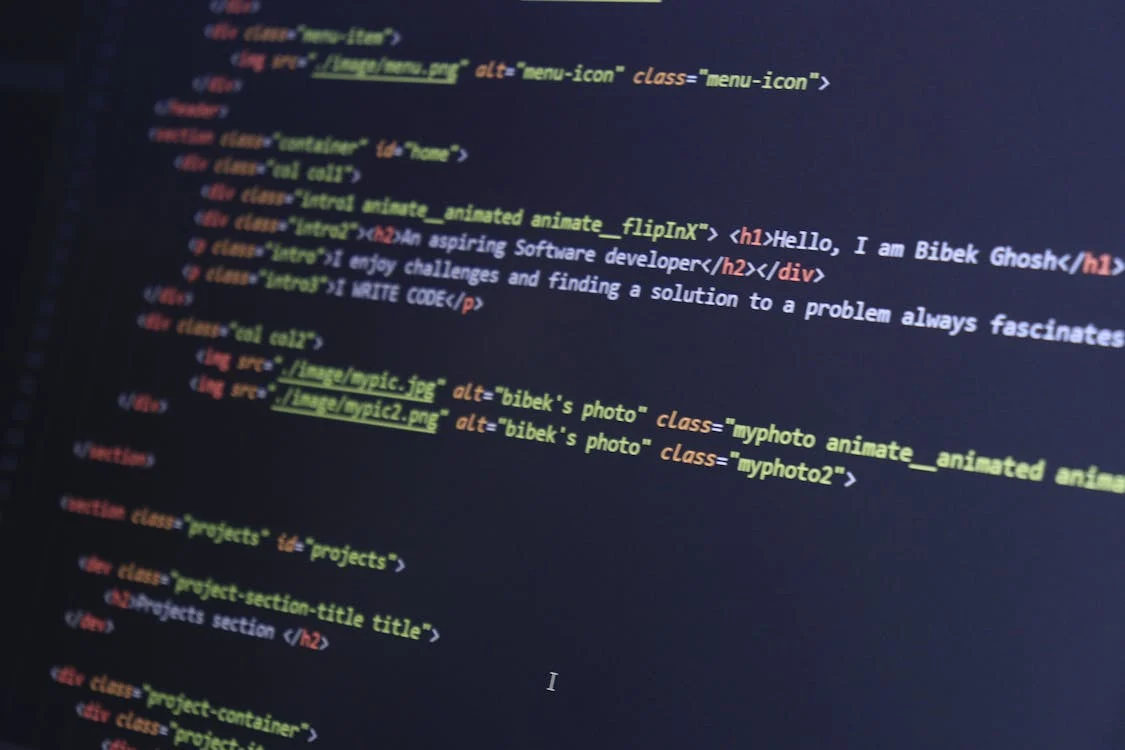 </div>
<div class="menu-item">
<img src="./image/menu.png" alt="menu-icon" class="menu-icon">
</div>
</header>
<section class="container" id="home">
<div class="col col1">
<div class="intro1 animate__animated animate__flipInX"> <h1>Hello, I am Bibek Ghosh</h1>
<div class="intro2"><h2>An aspiring Software developer</h2></div>
<p class="intro">I enjoy challenges and finding a solution to a problem always fascinates
<p class="intro3">I WRITE CODE</p>
</div>
<div class="col col2">
<img src="./image/mypic.jpg" alt="bibek's photo" class="myphoto animate__animated anima
<img src="./image/mypic2.png" alt="bibek's photo" class="myphoto2">
</div>
</section>
<section class="projects" id="projects">
<dev class="project-section-title title">
<h2>Projects section </h2>
</dev>
<div class="project-container">
<div class="project-i